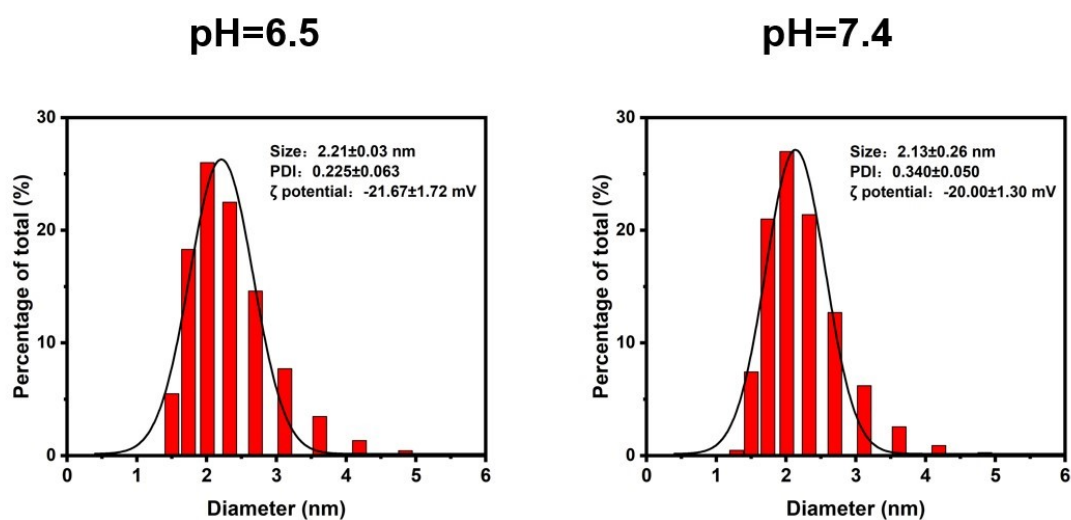 pH=6.5
pH=7.4
30
20
10
0
Percentage of total (%)
Size：2.21±0.03 nm
PDI：0.225±0.063
ζ potential：-21.67±1.72 mV
0 1 2 3 4 5 6
Diameter (nm)
30
20
10
0
Percentage of total (%)
Size：2.13±0.26 nm
PDI：0.340±0.050
ζ potential：-20.00±1.30 mV
0 1 2 3 4 5 6
Diameter (nm)